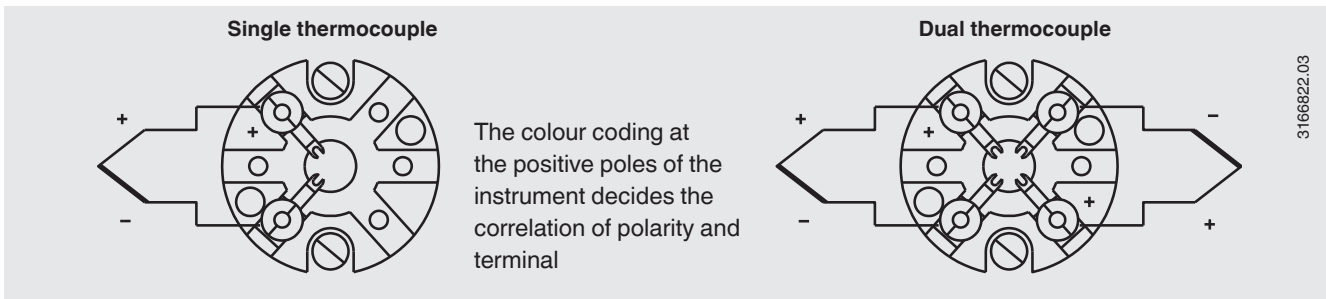 Single thermocouple
+
+
−
The colour coding at
the positive poles of the
instrument decides the
correlation of polarity and
terminal
Dual thermocouple
+
+
−
−
+
+
3166822.03